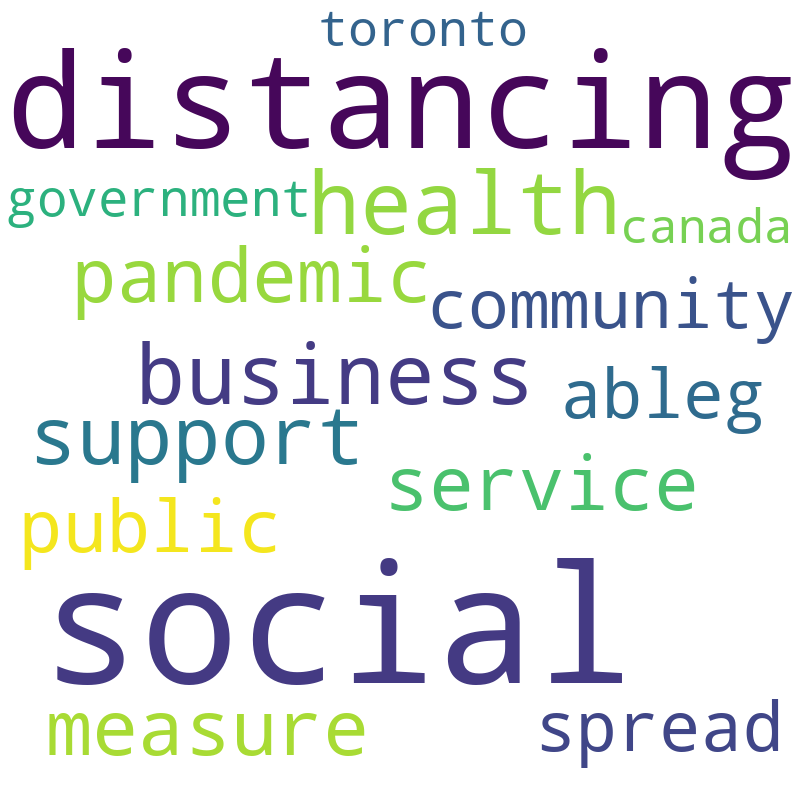 toronto
distancing
government health canada
pandemic community
business ableg
support service
public
social
measure spread